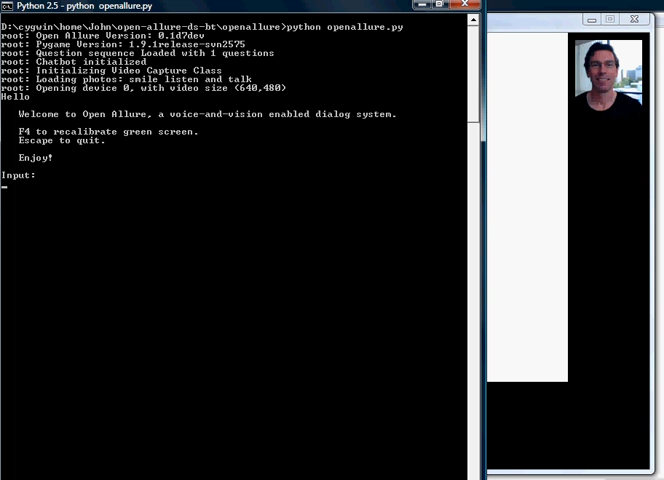 Python 2.5 - python  openallure.py
D:\cygwin\home\John\open-allure-ds-bt\openallure>python openallure.py
root: Open Allure Version: 0.1d7dev
root: Pygame Version: 1.9.1release-svn2575
root: Question sequence Loaded with 1 questions
root: Chatbot initialized
root: Initializing Video Capture Class
root: Loading photos: smile listen and talk
root: Opening device 0, with video size (640,480)
Hello
Welcome to Open Allure, a voice-and-vision enabled dialog system.
F4 to recalibrate green screen.
Escape to quit.
Enjoy!
Input: